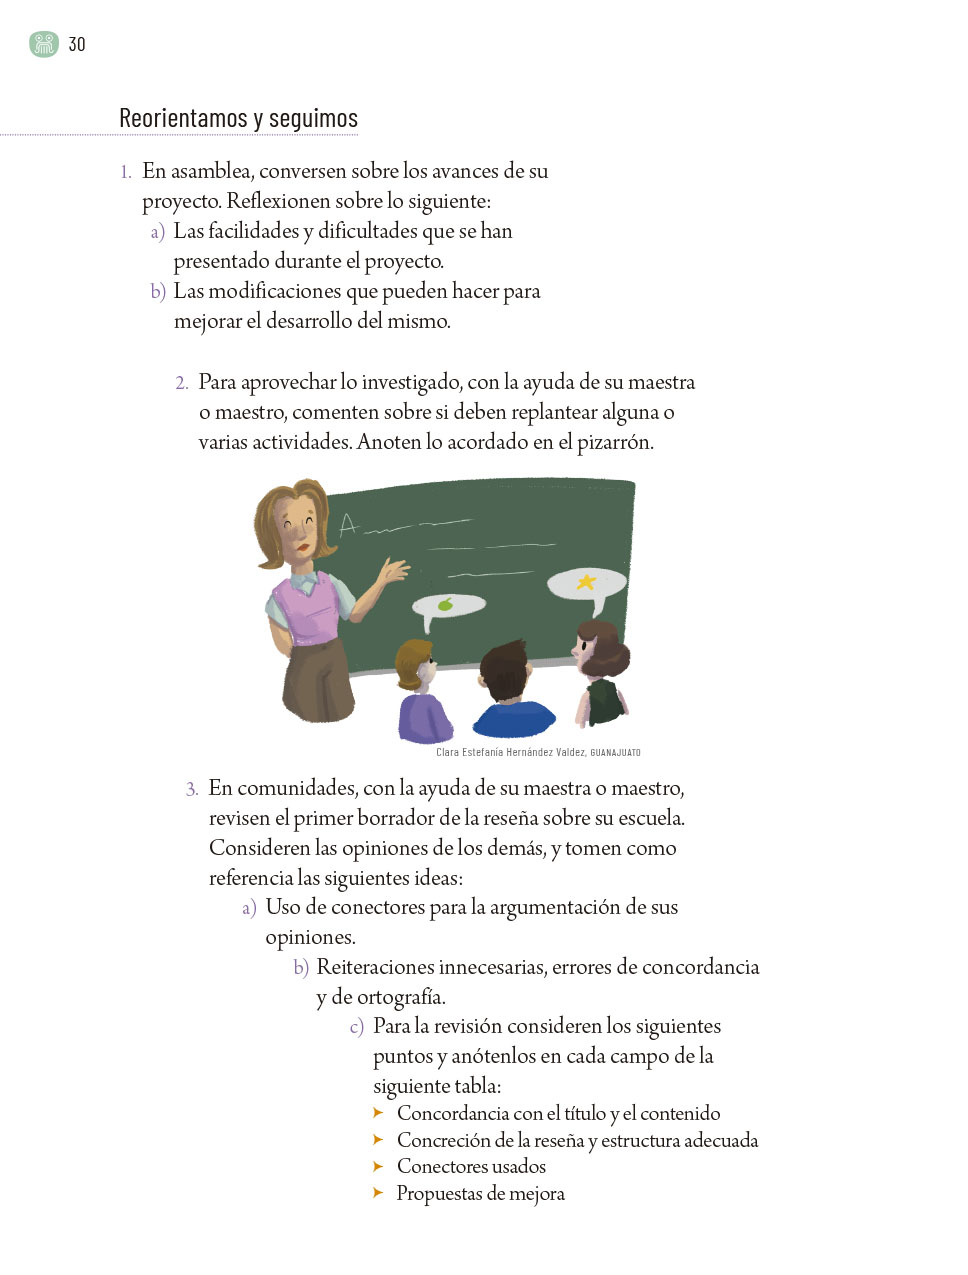 30
Reorientamos y seguimos
1. En asamblea, conversen sobre los avances de su
proyecto. Reflexionen sobre lo siguiente:
a) Las facilidades y dificultades que se han
presentado durante el proyecto.
b) Las modificaciones que pueden hacer para
mejorar el desarrollo del mismo.
2. Para aprovechar lo investigado, con la ayuda de su maestra
o maestro, comenten sobre si deben replantear alguna o
varias actividades. Anoten lo acordado en el pizarrón.
A
Clara Estefanía Hernández Valdez, GUANAJUATO
3. En comunidades, con la ayuda de su maestra o maestro,
revisen el primer borrador de la reseña sobre su escuela.
Consideren las opiniones de los demás, y tomen como
referencia las siguientes ideas:
a) Uso de conectores para la argumentación de sus
opiniones.
b) Reiteraciones innecesarias, errores de concordancia
y de ortografía.
c) Para la revisión consideren los siguientes
puntos y anótenlos en cada campo de la
siguiente tabla:
➤ Concordancia con el título y el contenido
➤ Concreción de la reseña y estructura adecuada
➤ Conectores usados
➤ Propuestas de mejora